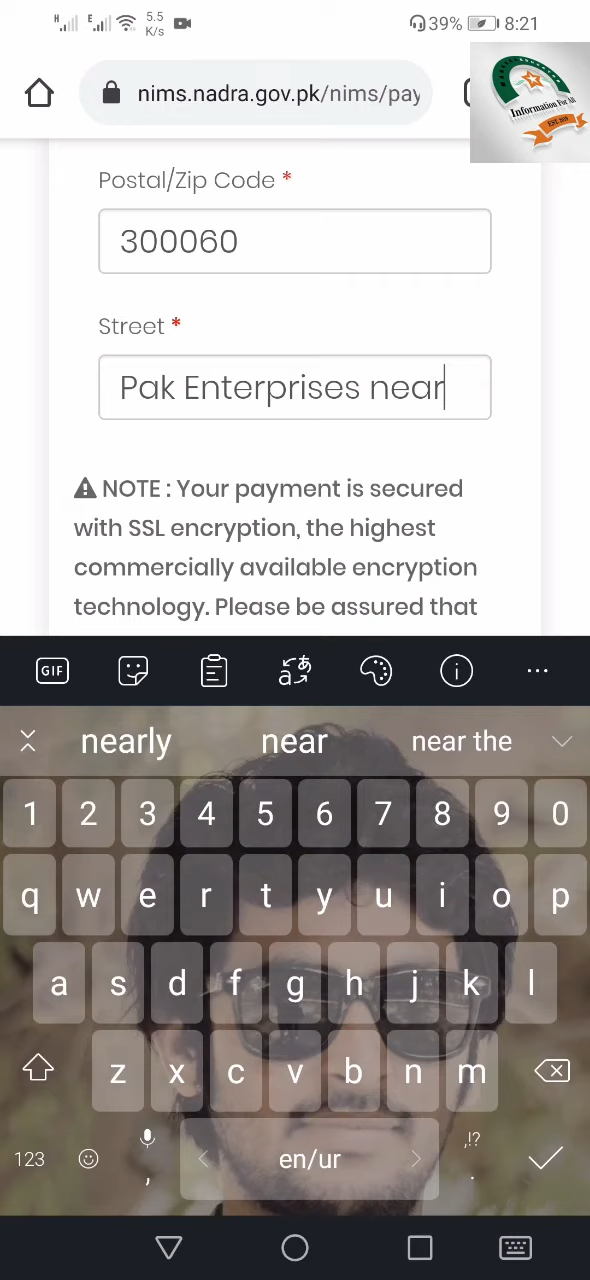 H E 5.5 K/s 39% 8:21
nims.nadra.gov.pk/nims/pay
Information For All
EST: 2019
Postal/Zip Code *
300060
Street *
Pak Enterprises near
NOTE : Your payment is secured
with SSL encryption, the highest
commercially available encryption
technology. Please be assured that
GIF
nearly near near the
1 2 3 4 5 6 7 8 9 0
q w e r t y u i o p
a s d f g h j k l
z x c v b n m
123 , en/ur ,!? .